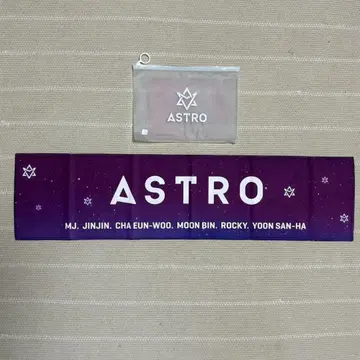 ASTRO
ASTRO
MJ. JINJIN. CHA EUN-WOO. MOON BIN. ROCKY. YOON SAN-HA